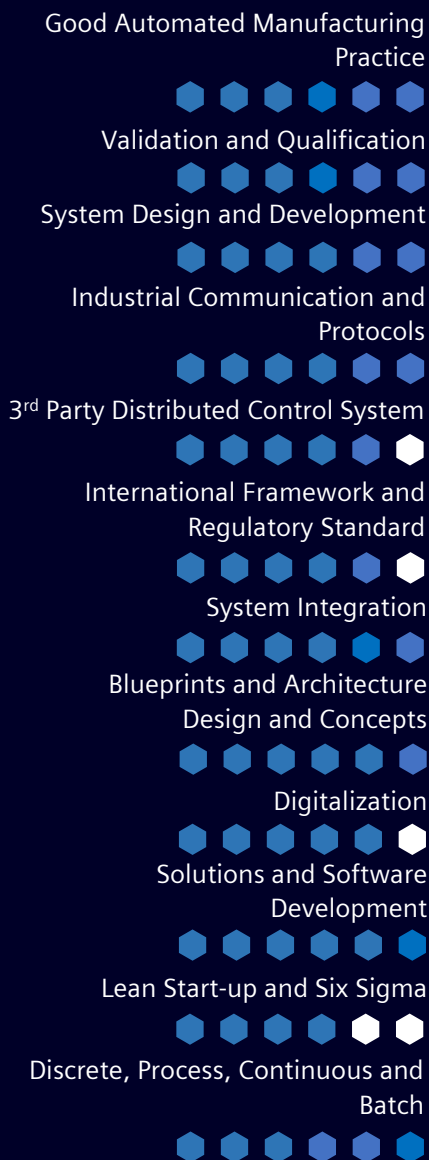 Good Automated Manufacturing
Practice
Validation and Qualification
System Design and Development
Industrial Communication and
Protocols
3rd Party Distributed Control System
International Framework and
Regulatory Standard
System Integration
Blueprints and Architecture
Design and Concepts
Digitalization
Solutions and Software
Development
Lean Start-up and Six Sigma
Discrete, Process, Continuous and
Batch